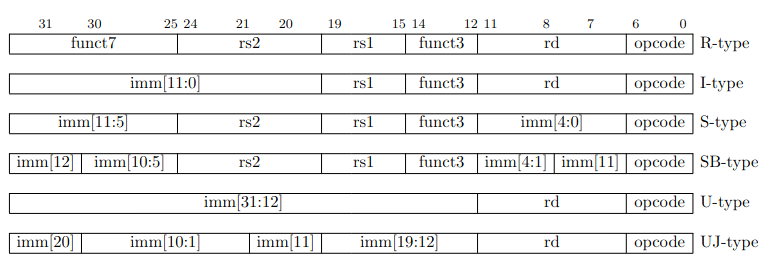 31 30 25 24 21 20 19 15 14 12 11 8 7 6 0
funct7 rs2 rs1 funct3 rd opcode R-type
imm[11:0] rs1 funct3 rd opcode I-type
imm[11:5] rs2 rs1 funct3 imm[4:0] opcode S-type
imm[12] imm[10:5] rs2 rs1 funct3 imm[4:1] imm[11] opcode SB-type
imm[31:12] rd opcode U-type
imm[20] imm[10:1] imm[11] imm[19:12] rd opcode UJ-type